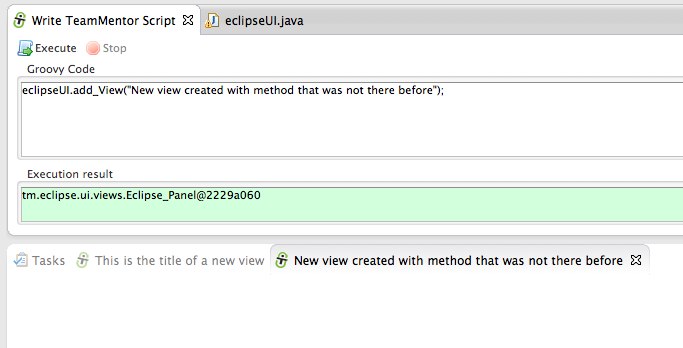 Write TeamMentor Script eclipseUI.java
Execute Stop
Groovy Code
eclipseUI.add_View("New view created with method that was not there before");
Execution result
tm.eclipse.ui.views.Eclipse_Panel@2229a060
Tasks This is the title of a new view New view created with method that was not there before